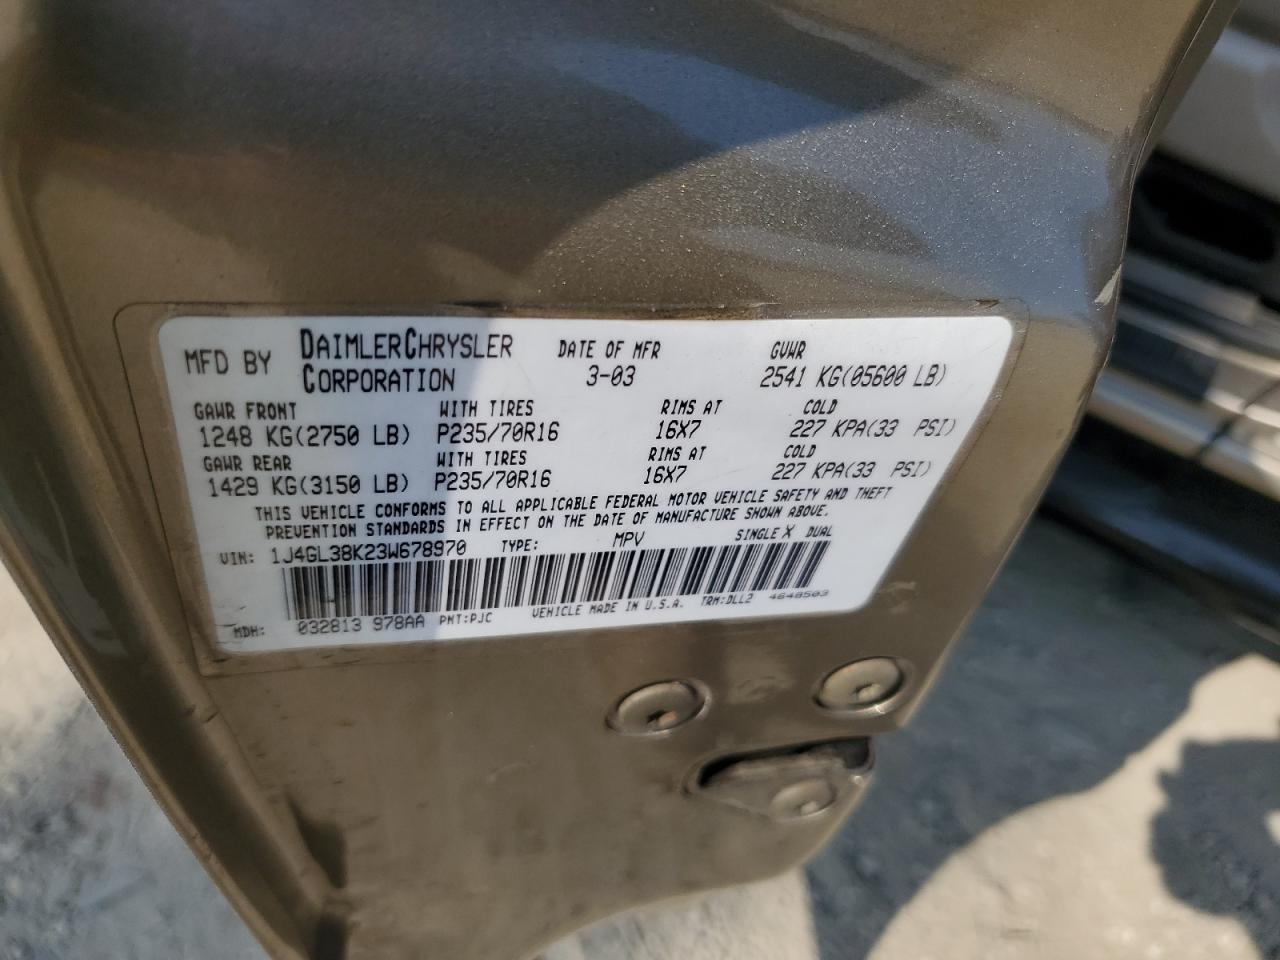 MFD BY DAIMLERCHRYSLER CORPORATION DATE OF MFR 3-03 GVWR 2541 KG(05600 LB)
GAWR FRONT WITH TIRES RIMS AT COLD
1248 KG(2750 LB) P235/70R16 16X7 227 KPA(33 PSI)
GAWR REAR WITH TIRES RIMS AT COLD
1429 KG(3150 LB) P235/70R16 16X7 227 KPA(33 PSI)
THIS VEHICLE CONFORMS TO ALL APPLICABLE FEDERAL MOTOR VEHICLE SAFETY AND THEFT
PREVENTION STANDARDS IN EFFECT ON THE DATE OF MANUFACTURE SHOWN ABOVE.
VIN: 1J4GL38K23W678970 TYPE: MPV SINGLE X DUAL
MDH: 032813 978AA PNT:PJC VEHICLE MADE IN U.S.A. TRM:DLL2 4648503